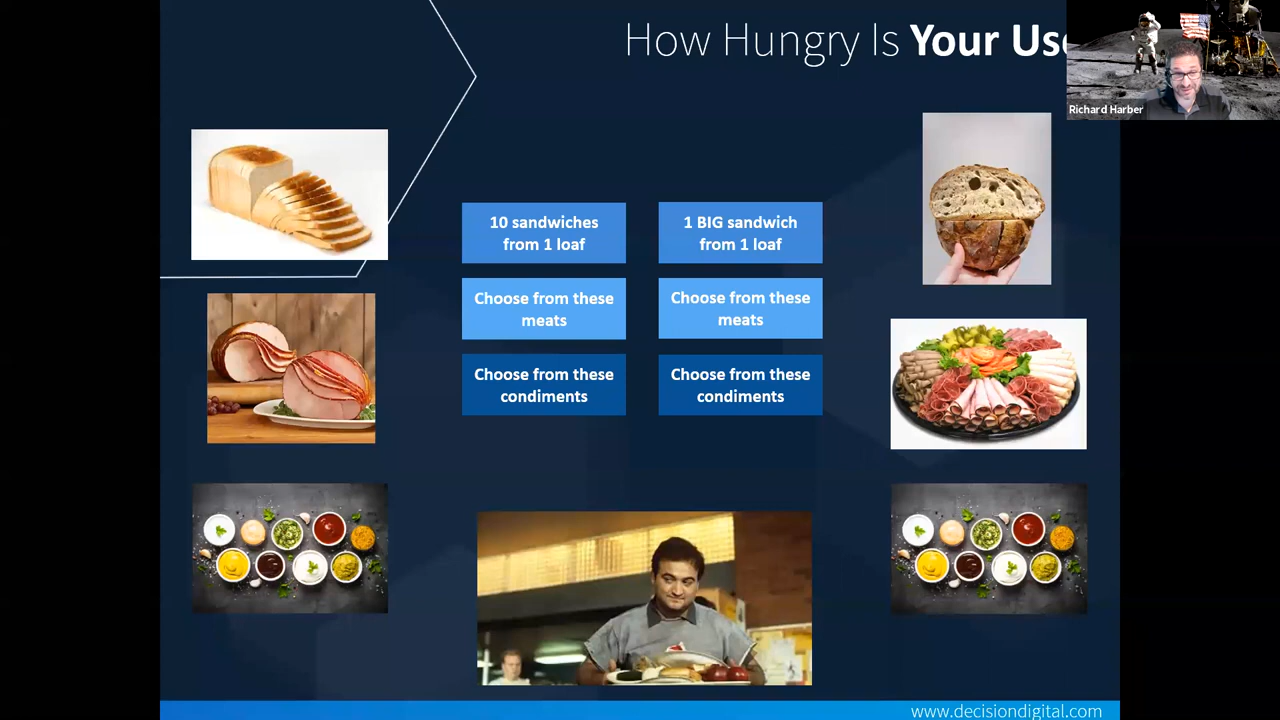 How Hungry Is Your Us
Richard Harber
10 sandwiches
from 1 loaf
1 BIG sandwich
from 1 loaf
Choose from these
meats
Choose from these
meats
Choose from these
condiments
Choose from these
condiments
www.decisiondigital.com